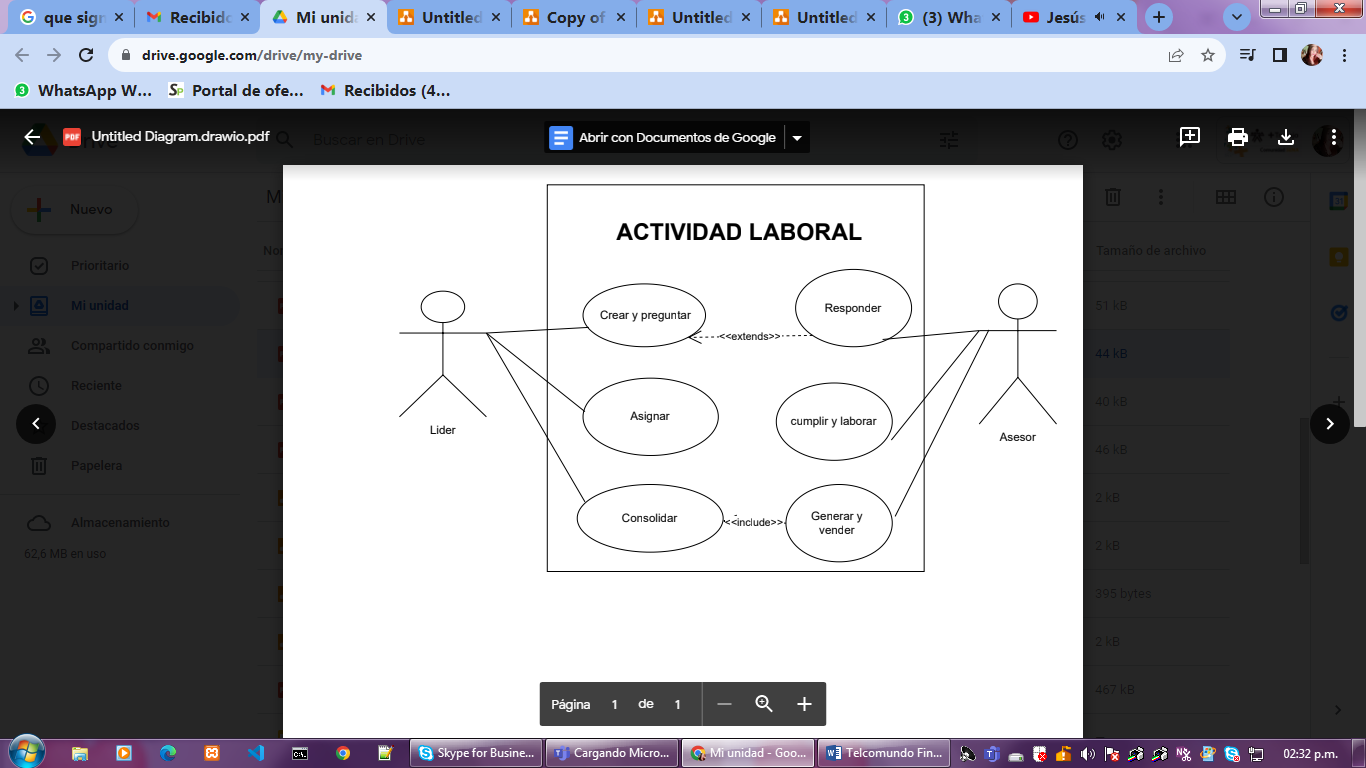 que sign
Recibido
Mi unida
Untitled
Copy of
Untitled
Untitled
(3) Wha
Jesús
drive.google.com/drive/my-drive
WhatsApp W...
Portal de ofe...
Recibidos (4...
PDF
Untitled Diagram.drawio.pdf
Buscar en Drive
Abrir con Documentos de Google
Nuevo
Prioritario
Mi unidad
Compartido conmigo
Reciente
Destacados
Papelera
Almacenamiento
62,6 MB en uso
Tamaño de archivo
51 kB
44 kB
40 kB
46 kB
2 kB
2 kB
395 bytes
2 kB
467 kB
ACTIVIDAD LABORAL
Crear y preguntar
Responder
<<extends>>
Asignar
cumplir y laborar
Lider
Asesor
Consolidar
<<include>>
Generar y
vender
Página 1 de 1
Skype for Busine...
Cargando Micro...
Mi unidad - Goo...
Telcomundo Fin...
02:32 p.m.